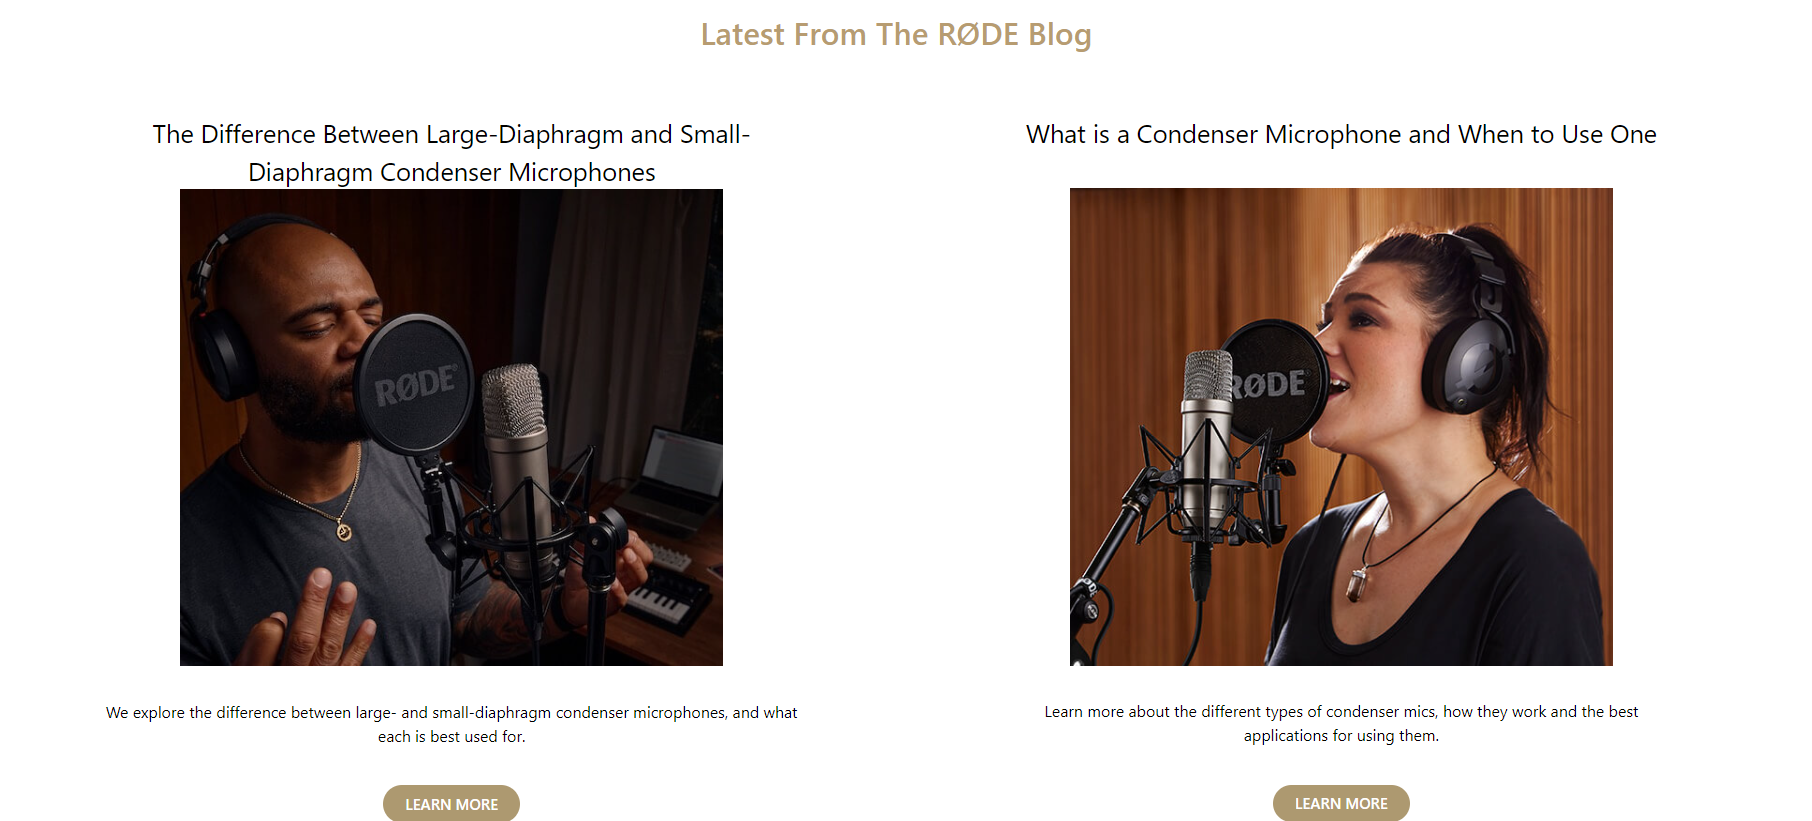 Latest From The RØDE Blog
The Difference Between Large-Diaphragm and Small-
Diaphragm Condenser Microphones
RØDE
We explore the difference between large- and small-diaphragm condenser microphones, and what
each is best used for.
LEARN MORE
What is a Condenser Microphone and When to Use One
RØDE
Learn more about the different types of condenser mics, how they work and the best
applications for using them.
LEARN MORE